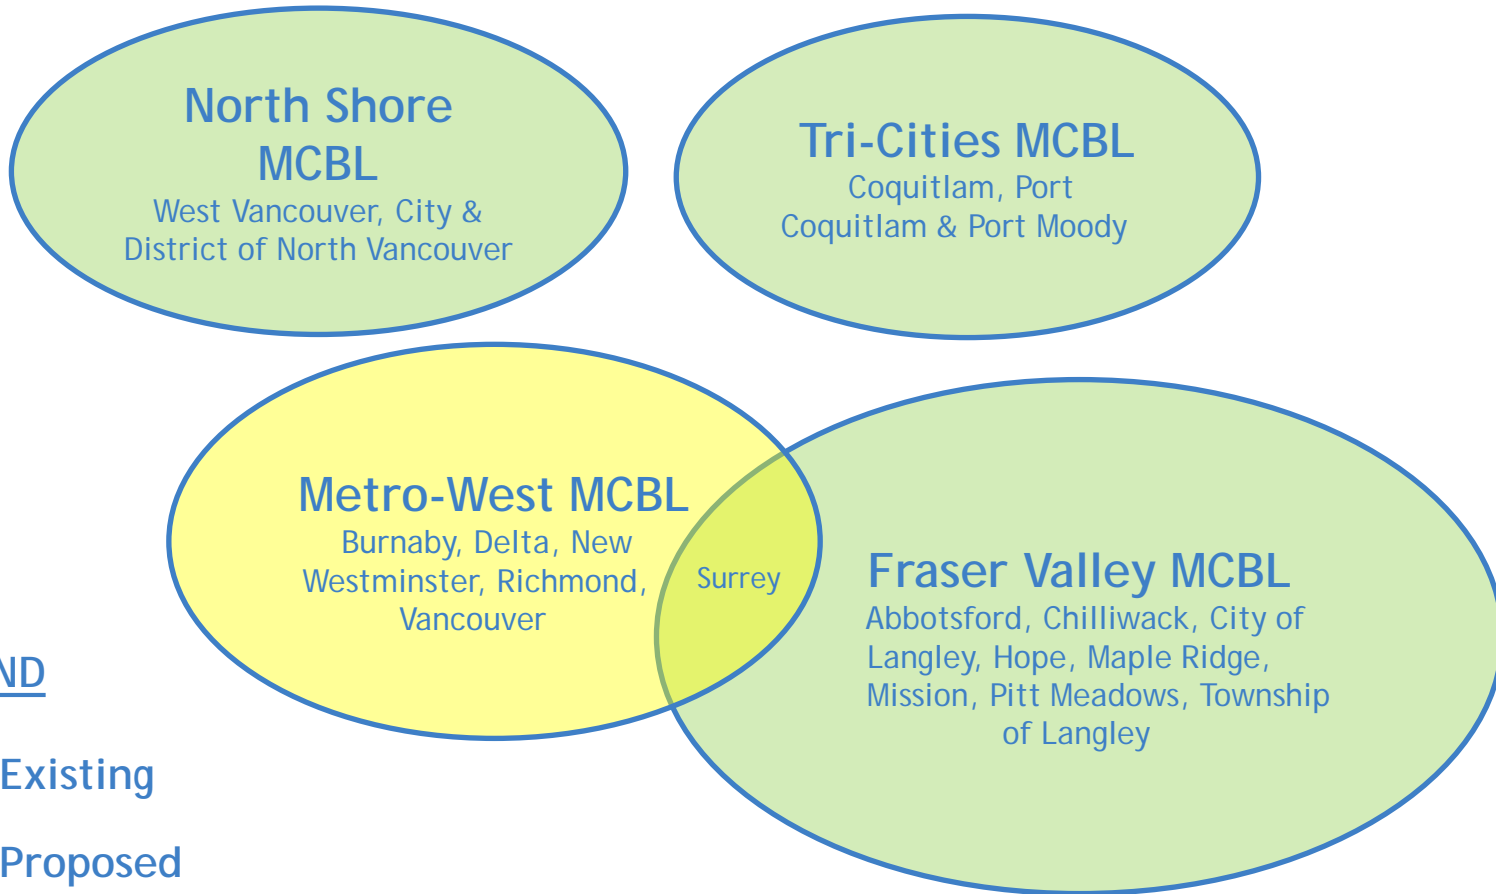 North Shore
MCBL
West Vancouver, City &
District of North Vancouver
Tri-Cities MCBL
Coquitlam, Port
Coquitlam & Port Moody
Metro-West MCBL
Burnaby, Delta, New
Westminster, Richmond,
Vancouver
Surrey
Fraser Valley MCBL
Abbotsford, Chilliwack, City of
Langley, Hope, Maple Ridge,
Mission, Pitt Meadows, Township
of Langley
ND
Existing
Proposed